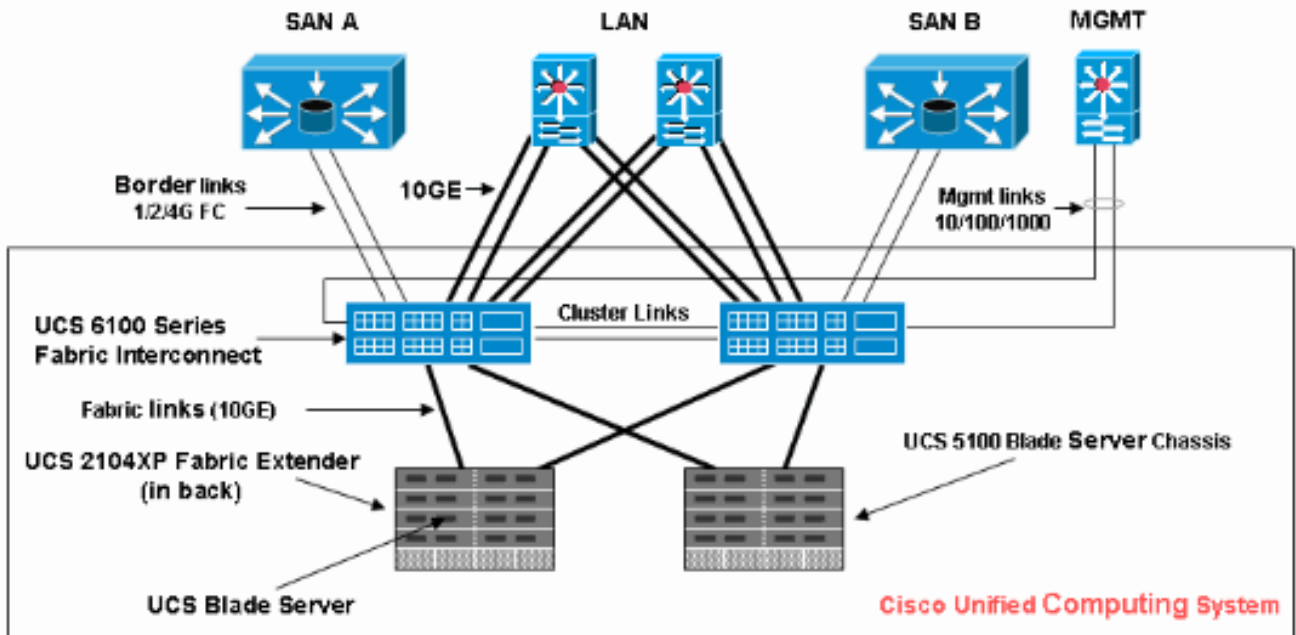 SAN A
LAN
SAN B
MGMT
Border links
1/2/4G FC
10GE
Mgmt links
10/100/1000
UCS 6100 Series
Fabric Interconnect
Cluster Links
Fabric links (10GE)
UCS 2104XP Fabric Extender
(in back)
UCS 5100 Blade Server Chassis
UCS Blade Server
Cisco Unified Computing System